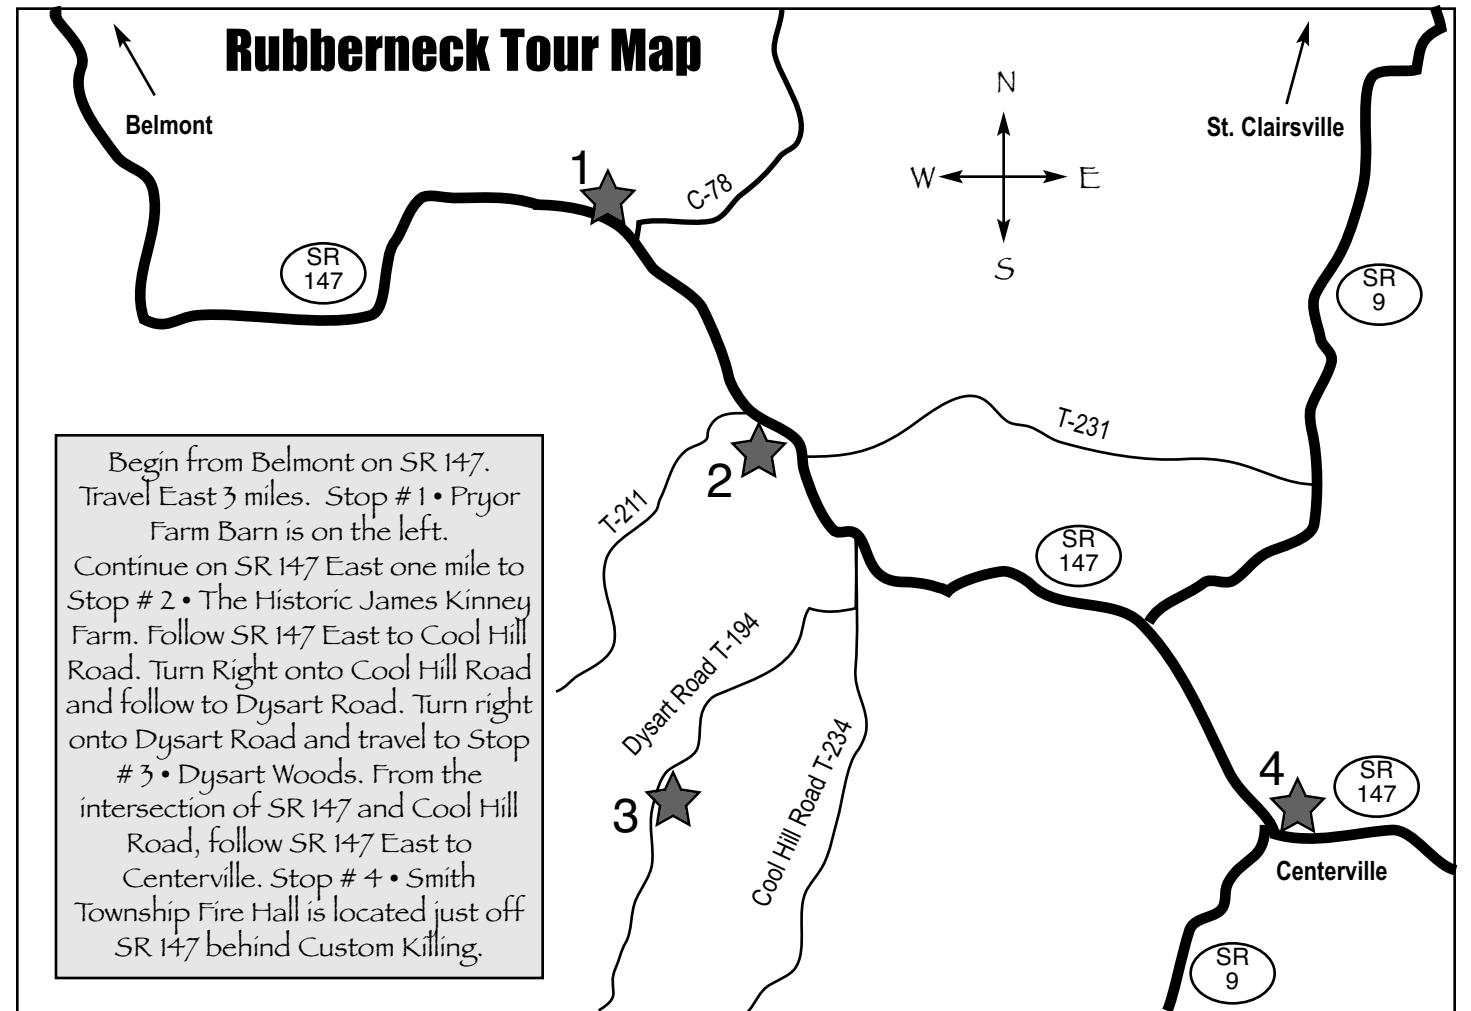 Rubberneck Tour Map
Belmont
St. Clairsville
N
W E
S
1
C-78
SR
147
SR
9
T-231
2
T-211
SR
147
Begin from Belmont on SR 147.
Travel East 3 miles. Stop # 1 • Pryor
Farm Barn is on the left.
Continue on SR 147 East one mile to
Stop # 2 • The Historic James Kinney
Farm. Follow SR 147 East to Cool Hill
Road. Turn Right onto Cool Hill Road
and follow to Dysart Road. Turn right
onto Dysart Road and travel to Stop
# 3 • Dysart Woods. From the
intersection of SR 147 and Cool Hill
Road, follow SR 147 East to
Centerville. Stop # 4 • Smith
Township Fire Hall is located just off
SR 147 behind Custom Killing.
Dysart Road T-194
3
Cool Hill Road T-234
4
SR
147
Centerville
SR
9